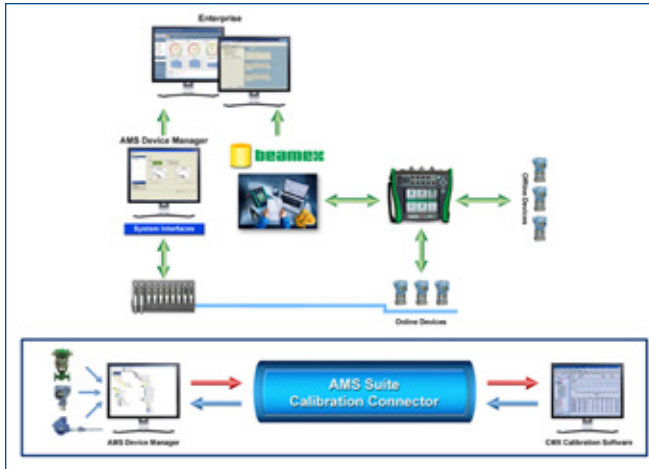 Enterprise
AMS Device Manager
beamex
System Interfaces
Offline Devices
Online Devices
AMS Suite
Calibration Connector
AMS Device Manager
CMX Calibration Software